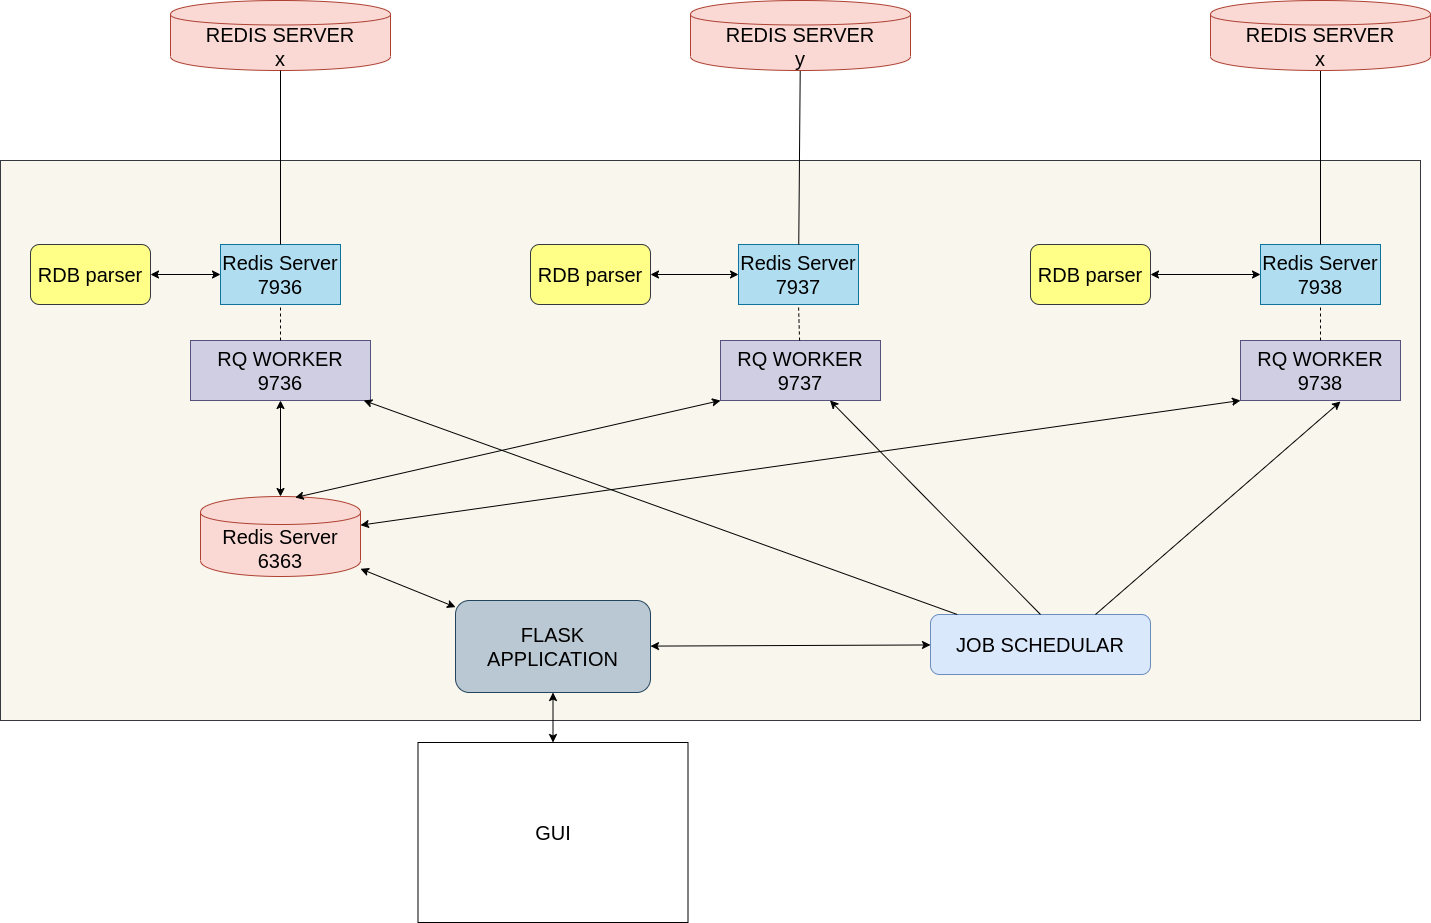 REDIS SERVER
x
REDIS SERVER
y
REDIS SERVER
x
RDB parser
Redis Server
7936
RDB parser
Redis Server
7937
RDB parser
Redis Server
7938
RQ WORKER
9736
RQ WORKER
9737
RQ WORKER
9738
Redis Server
6363
FLASK
APPLICATION
JOB SCHEDULAR
GUI